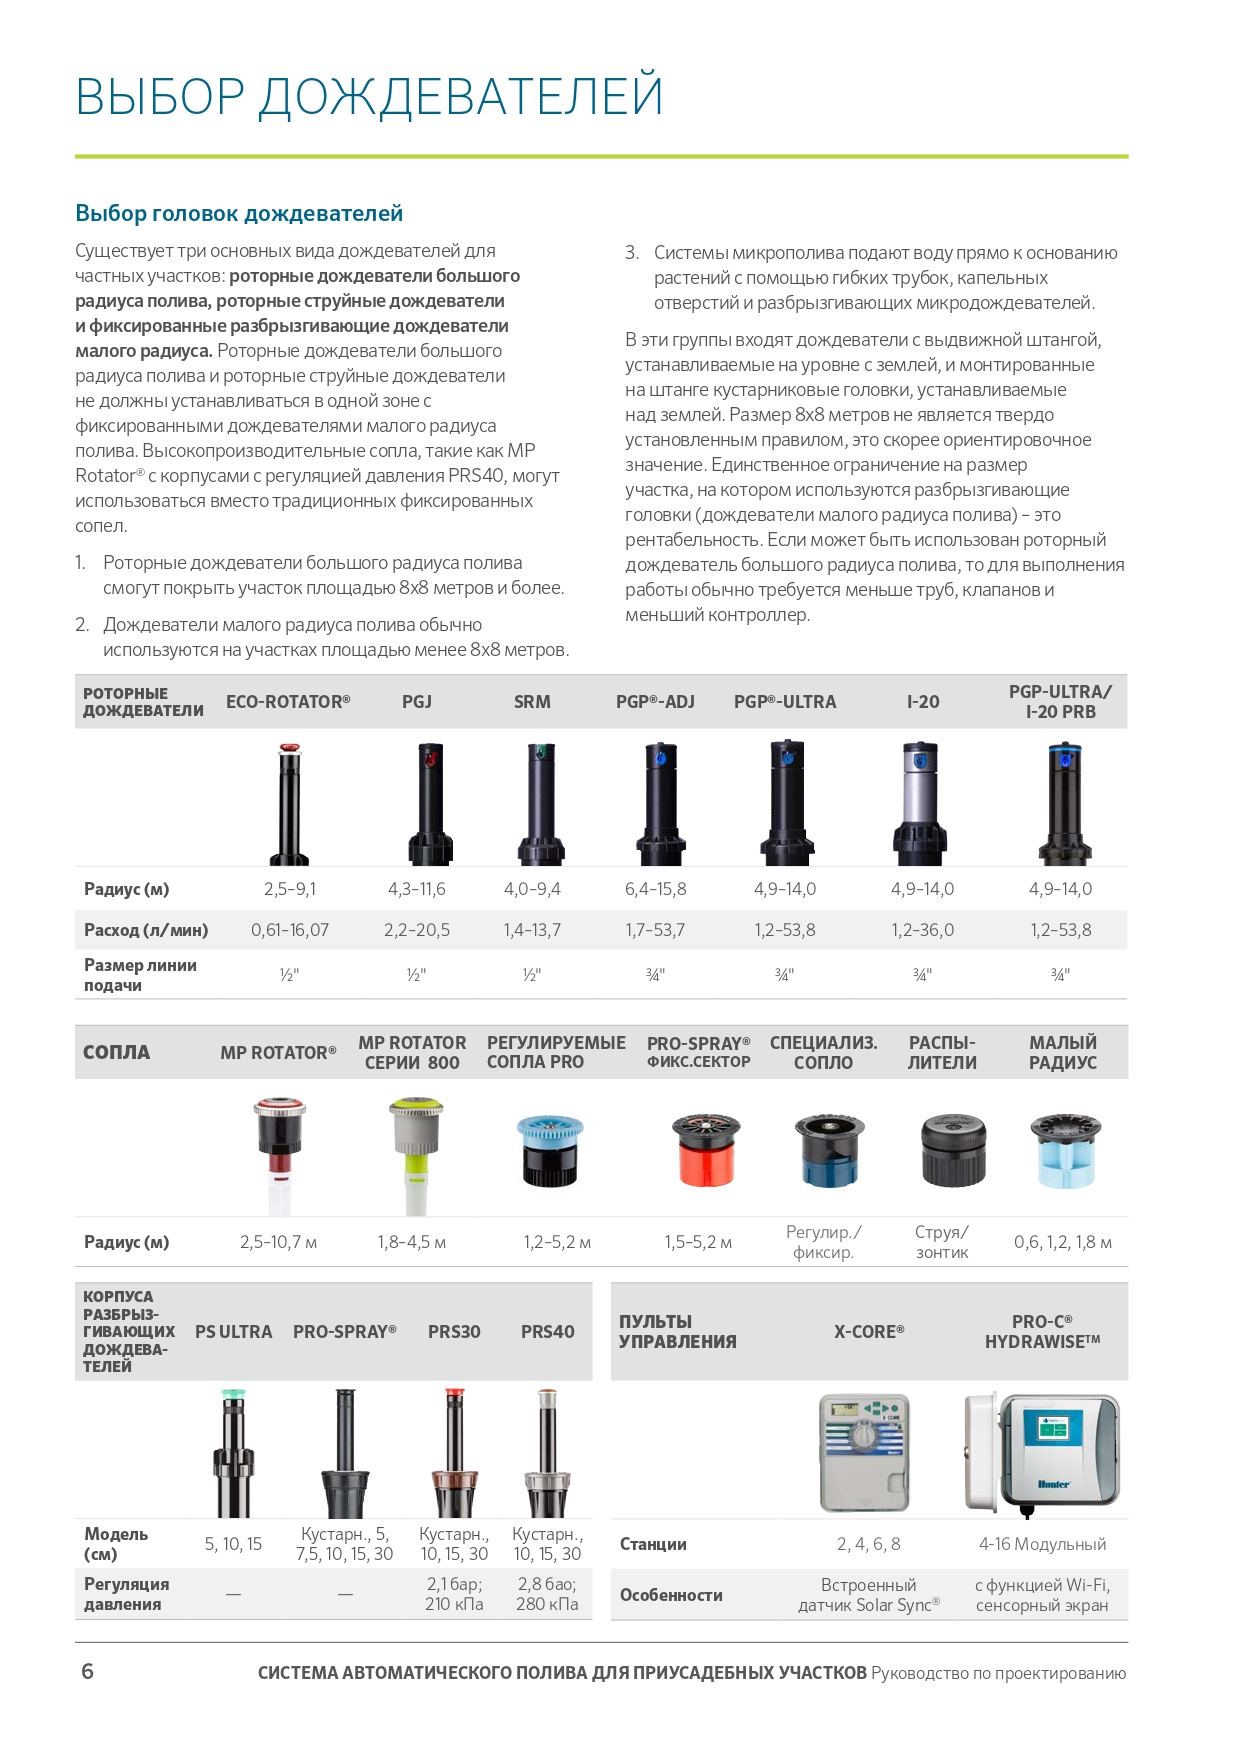 ВЫБОР ДОЖДЕВАТЕЛЕЙ
Выбор головок дождевателей
Существует три основных вида дождевателей для
частных участков: роторные дождеватели большого
радиуса полива, роторные струйные дождеватели
и фиксированные разбрызгивающие дождеватели
малого радиуса. Роторные дождеватели большого
радиуса полива и роторные струйные дождеватели
не должны устанавливаться в одной зоне с
фиксированными дождевателями малого радиуса
полива. Высокопроизводительные сопла, такие как MP
Rotator® с корпусами с регуляцией давления PRS40, могут
использоваться вместо традиционных фиксированных
сопел.
1. Роторные дождеватели большого радиуса полива
смогут покрыть участок площадью 8х8 метров и более.
2. Дождеватели малого радиуса полива обычно
используются на участках площадью менее 8х8 метров.
3. Системы микрополива подают воду прямо к основанию
растений с помощью гибких трубок, капельных
отверстий и разбрызгивающих микродождевателей.
В эти группы входят дождеватели с выдвижной штангой,
устанавливаемые на уровне с землей, и монтированные
на штанге кустарниковые головки, устанавливаемые
над землей. Размер 8х8 метров не является твердо
установленным правилом, это скорее ориентировочное
значение. Единственное ограничение на размер
участка, на котором используются разбрызгивающие
головки (дождеватели малого радиуса полива) – это
рентабельность. Если может быть использован роторный
дождеватель большого радиуса полива, то для выполнения
работы обычно требуется меньше труб, клапанов и
меньший контроллер.
РОТОРНЫЕ ДОЖДЕВАТЕЛИ ECO-ROTATOR® PGJ SRM PGP®-ADJ PGP®-ULTRA I-20 PGP-ULTRA/ I-20 PRB
Радиус (м) 2,5–9,1 4,3–11,6 4,0–9,4 6,4–15,8 4,9–14,0 4,9–14,0 4,9–14,0
Расход (л/мин) 0,61–16,07 2,2–20,5 1,4–13,7 1,7–53,7 1,2–53,8 1,2–36,0 1,2–53,8
Размер линии подачи ½" ½" ½" ¾" ¾" ¾" ¾"
СОПЛА MP ROTATOR® MP ROTATOR СЕРИИ 800 РЕГУЛИРУЕМЫЕ СОПЛА PRO PRO-SPRAY® ФИКС.СЕКТОР СПЕЦИАЛИЗ. СОПЛО РАСПЫ-ЛИТЕЛИ МАЛЫЙ РАДИУС
Радиус (м) 2,5–10,7 м 1,8–4,5 м 1,2–5,2 м 1,5–5,2 м Регулир./ фиксир. Струя/ зонтик 0,6, 1,2, 1,8 м
КОРПУСА РАЗБРЫЗ-ГИВАЮЩИХ ДОЖДЕВА-ТЕЛЕЙ PS ULTRA PRO-SPRAY® PRS30 PRS40
Модель (см) 5, 10, 15 Кустарн., 5, 7,5, 10, 15, 30 Кустарн., 10, 15, 30 Кустарн., 10, 15, 30
Регуляция давления — — 2,1 бар; 210 кПа 2,8 бао; 280 кПа
ПУЛЬТЫ УПРАВЛЕНИЯ X-CORE® PRO-C® HYDRAWISE™
X CORE
Hunter
Станции 2, 4, 6, 8 4-16 Модульный
Особенности Встроенный датчик Solar Sync® с функцией Wi-Fi, сенсорный экран
6 СИСТЕМА АВТОМАТИЧЕСКОГО ПОЛИВА ДЛЯ ПРИУСАДЕБНЫХ УЧАСТКОВ Руководство по проектированию